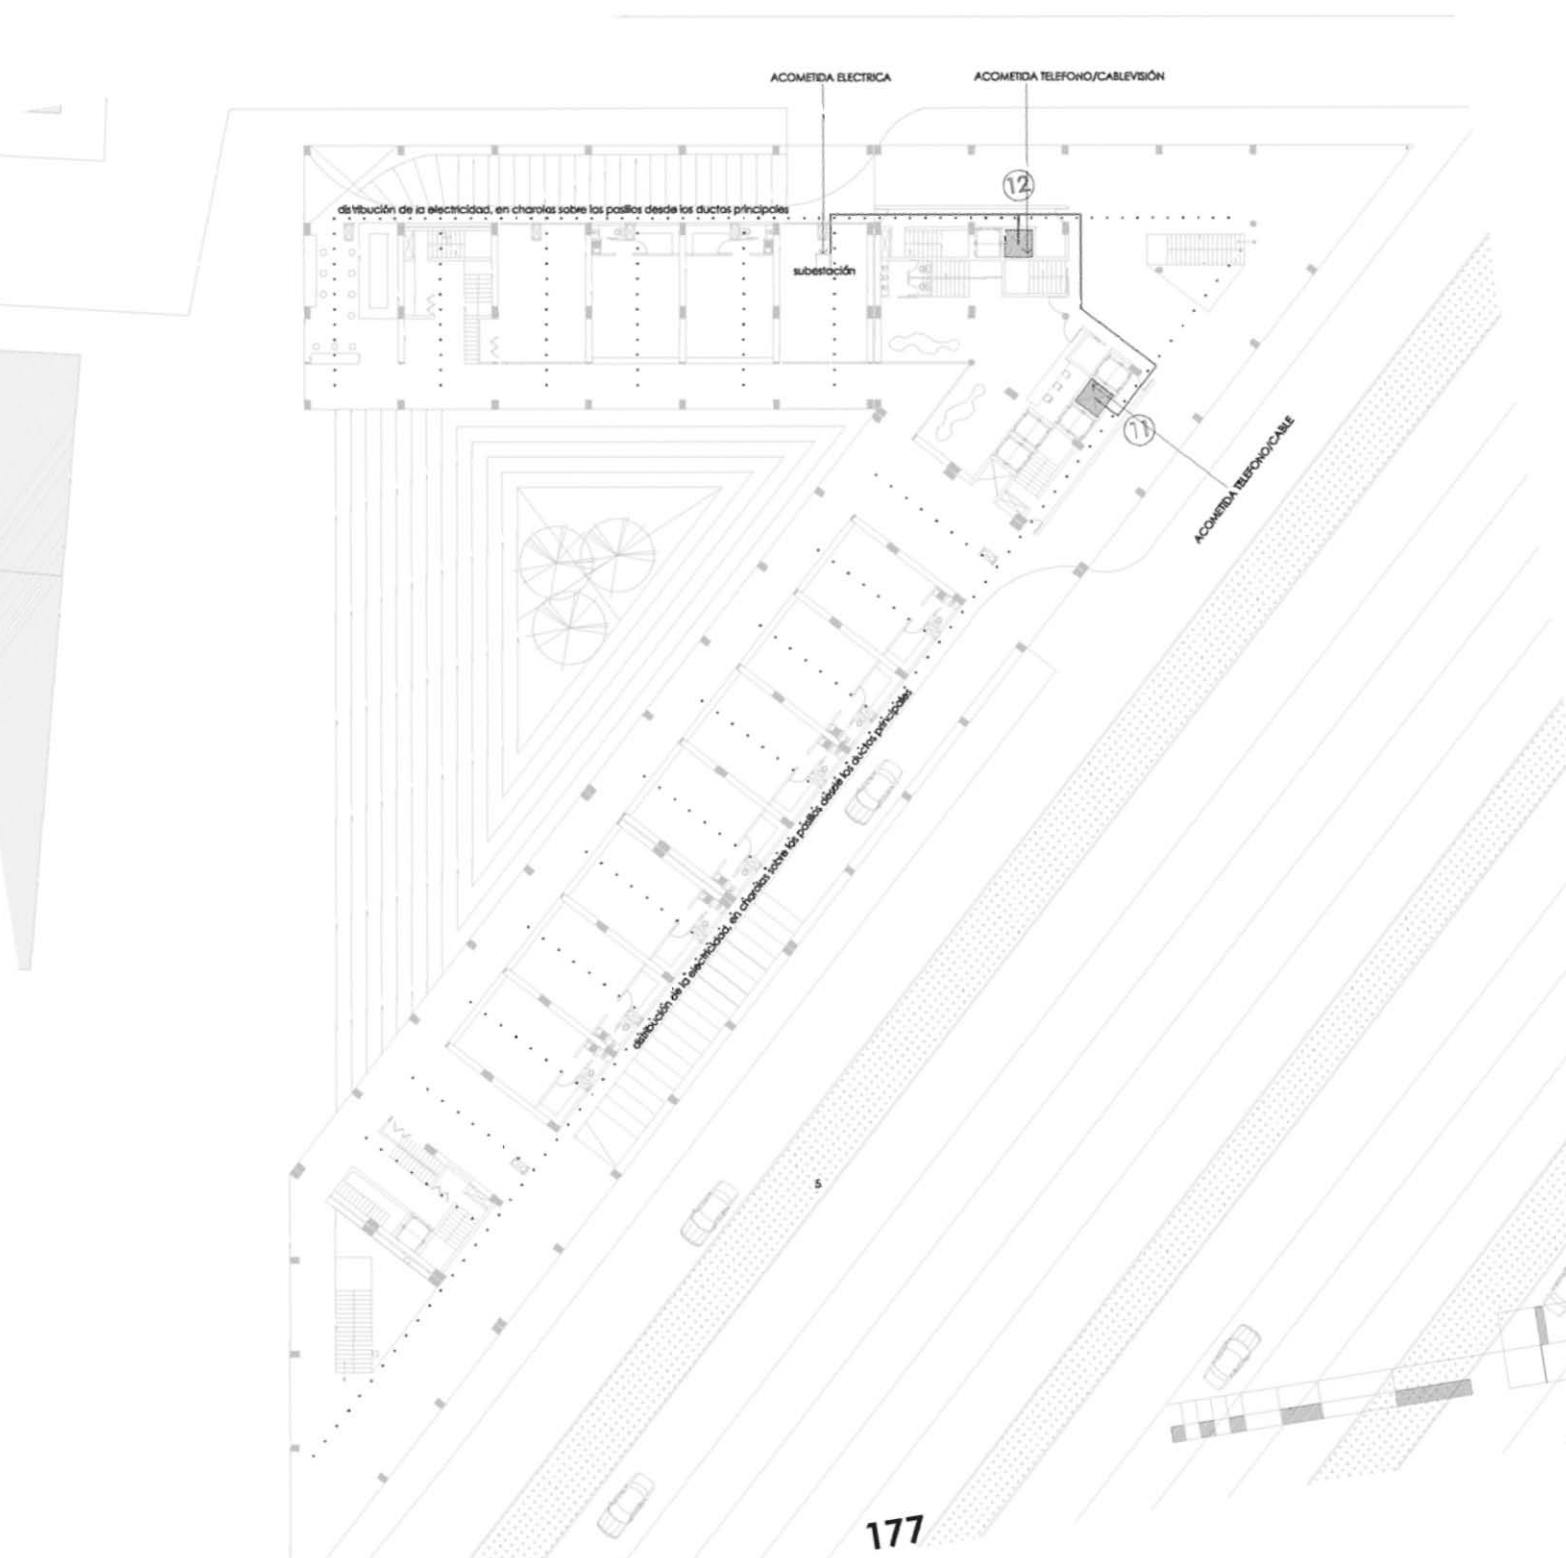 ACOMETIDA ELECTRICA
ACOMETIDA TELEFONO/CABLEVISIÓN
12
distribución de la electricidad, en charolas sobre los pasillos desde los ductos principales
subestación
11
ACOMETIDA TELEFONO/CABLE
distribución de la electricidad, en charolas sobre los pasillos desde los ductos principales
5
177